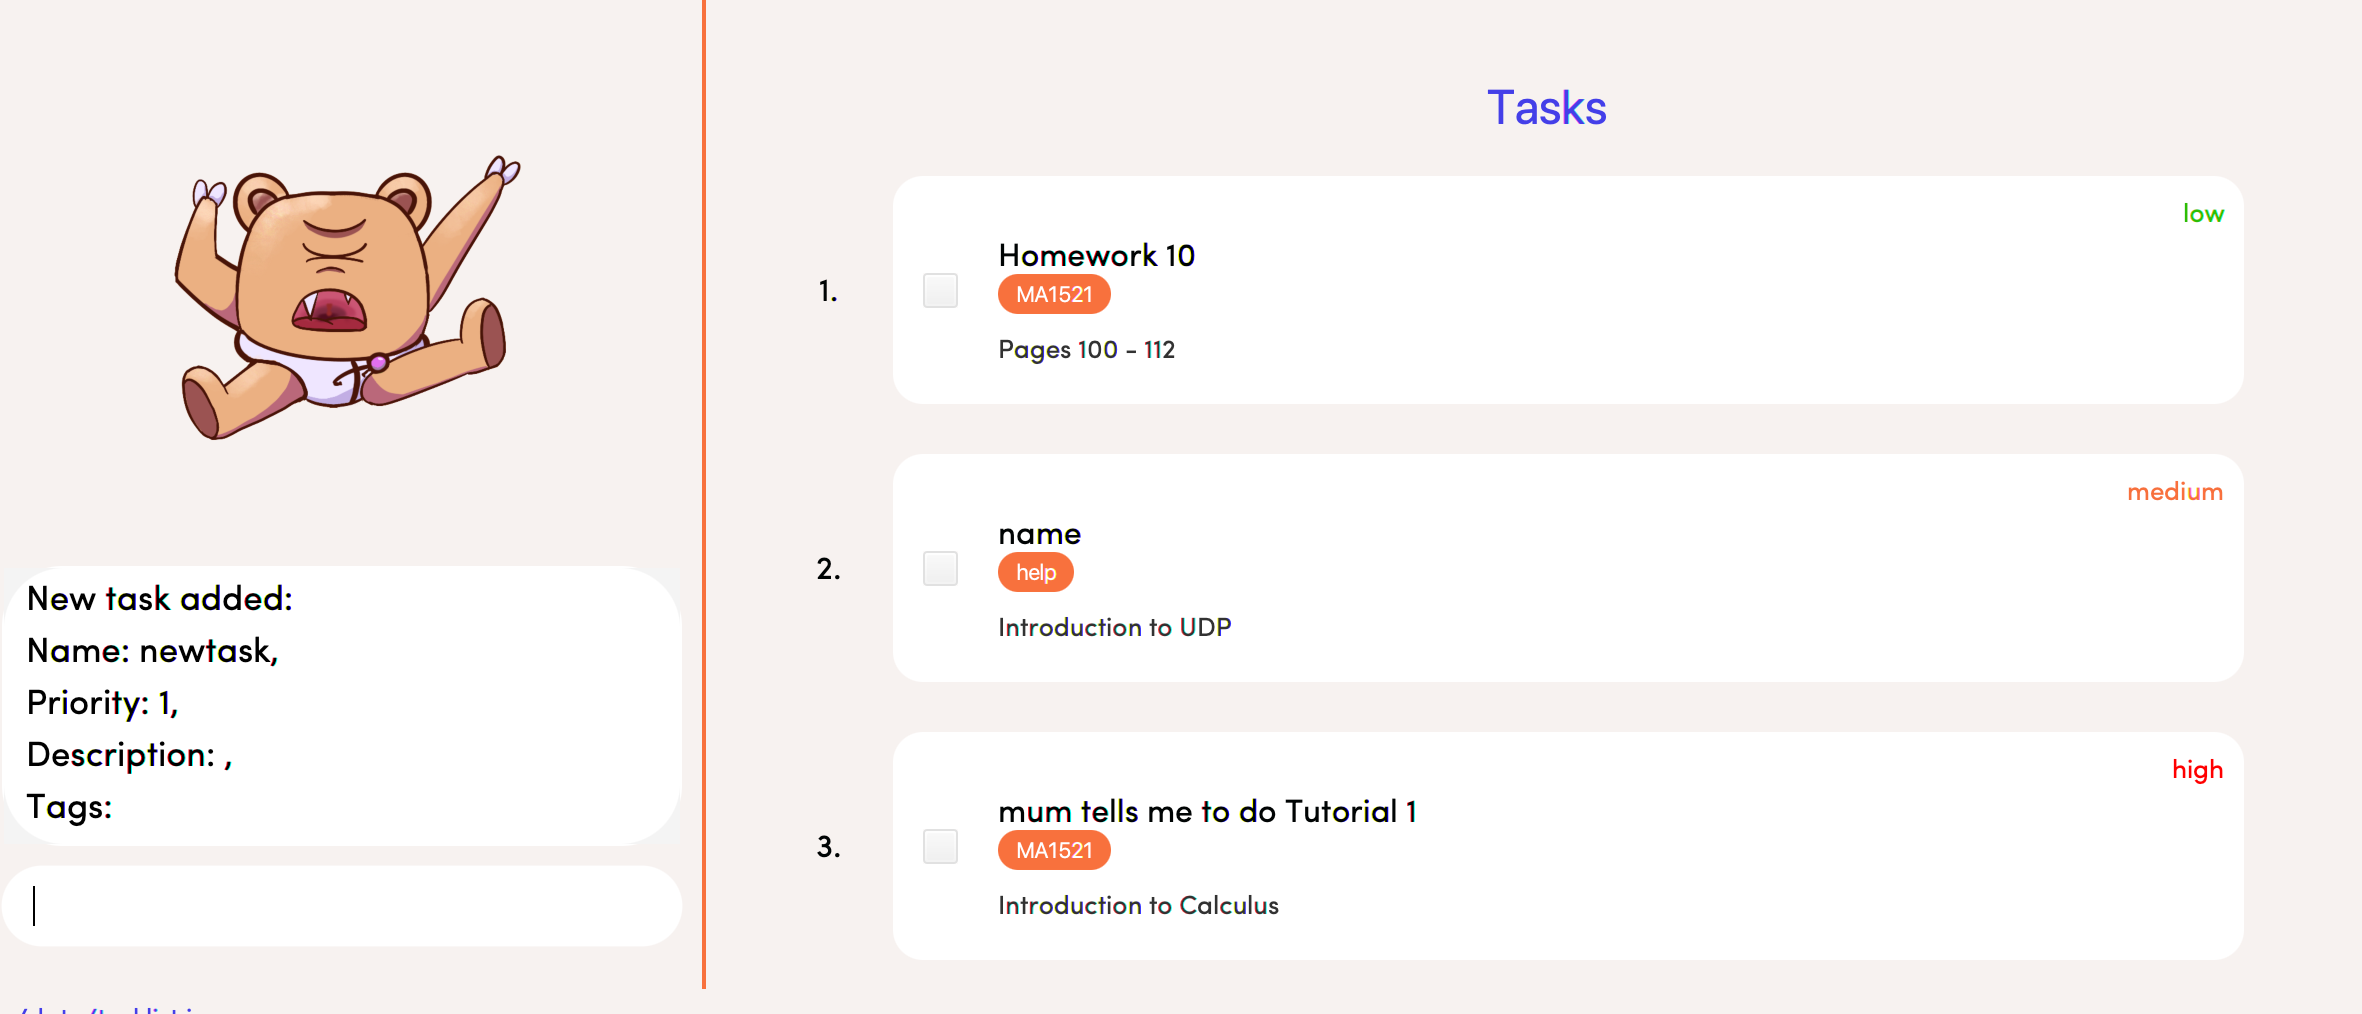 New task added:
Name: newtask,
Priority: 1,
Description: ,
Tags:
Tasks
1.
low
Homework 10
MA1521
Pages 100 - 112
2.
medium
name
help
Introduction to UDP
3.
high
mum tells me to do Tutorial 1
MA1521
Introduction to Calculus